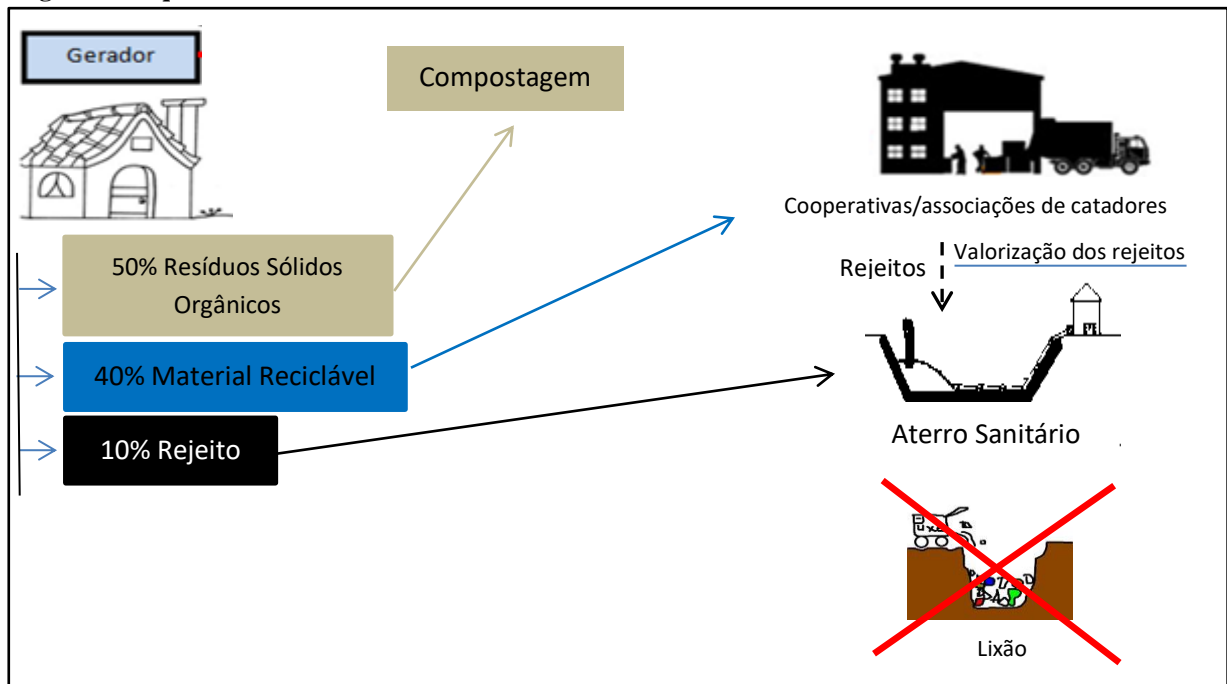 Gerador
Compostagem
Cooperativas/associações de catadores
50% Resíduos Sólidos
Orgânicos
Rejeitos
Valorização dos rejeitos
40% Material Reciclável
10% Rejeito
Aterro Sanitário
Lixão